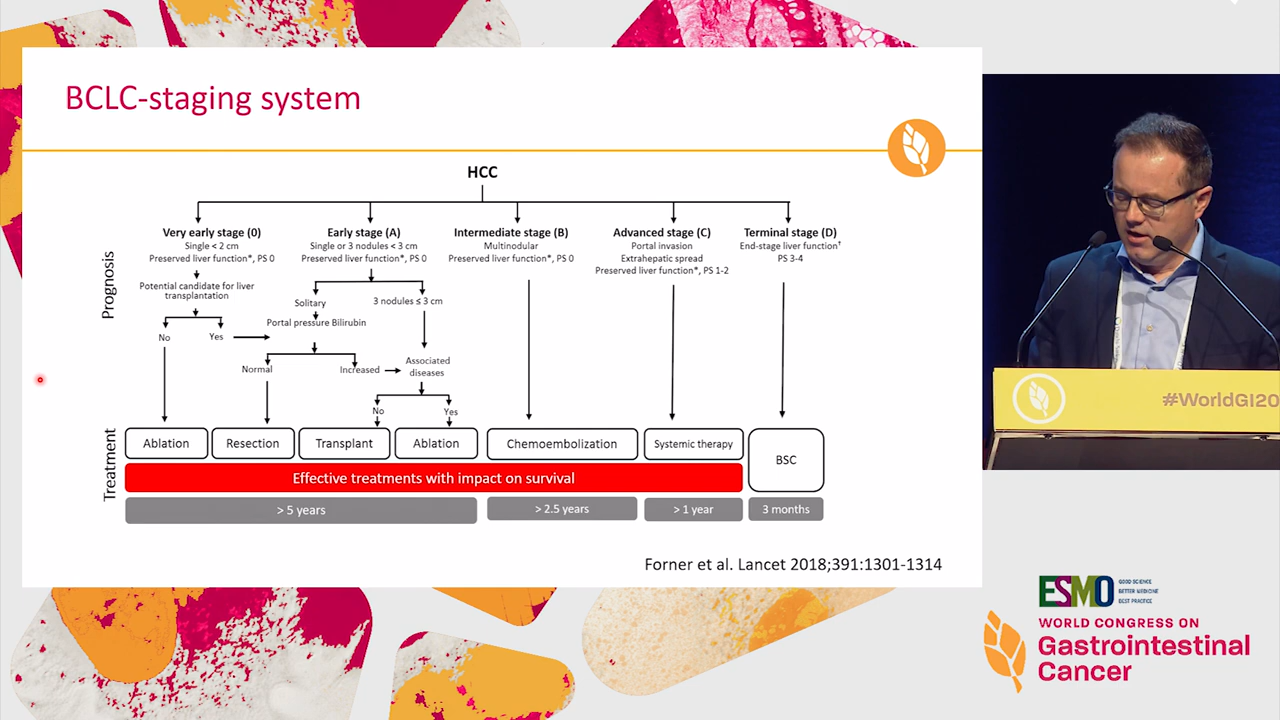 BCLC-staging system
HCC
Very early stage (0)
Single < 2 cm
Preserved liver function*, PS 0
Early stage (A)
Single or 3 nodules < 3 cm
Preserved liver function*, PS 0
Intermediate stage (B)
Multinodular
Preserved liver function*, PS 0
Advanced stage (C)
Portal invasion
Extrahepatic spread
Preserved liver function*, PS 1-2
Terminal stage (D)
End-stage liver function†
PS 3-4
Prognosis
Potential candidate for liver
transplantation
No
Yes
Solitary
3 nodules ≤ 3 cm
Portal pressure Bilirubin
Normal
Increased
Associated
diseases
No
Yes
Treatment
Ablation
Resection
Transplant
Ablation
Chemoembolization
Systemic therapy
BSC
Effective treatments with impact on survival
> 5 years
> 2.5 years
> 1 year
3 months
Forner et al. Lancet 2018;391:1301-1314
#WorldGI20
ESMO
GOOD SCIENCE
BETTER MEDICINE
BEST PRACTICE
WORLD CONGRESS ON
Gastrointestinal
Cancer